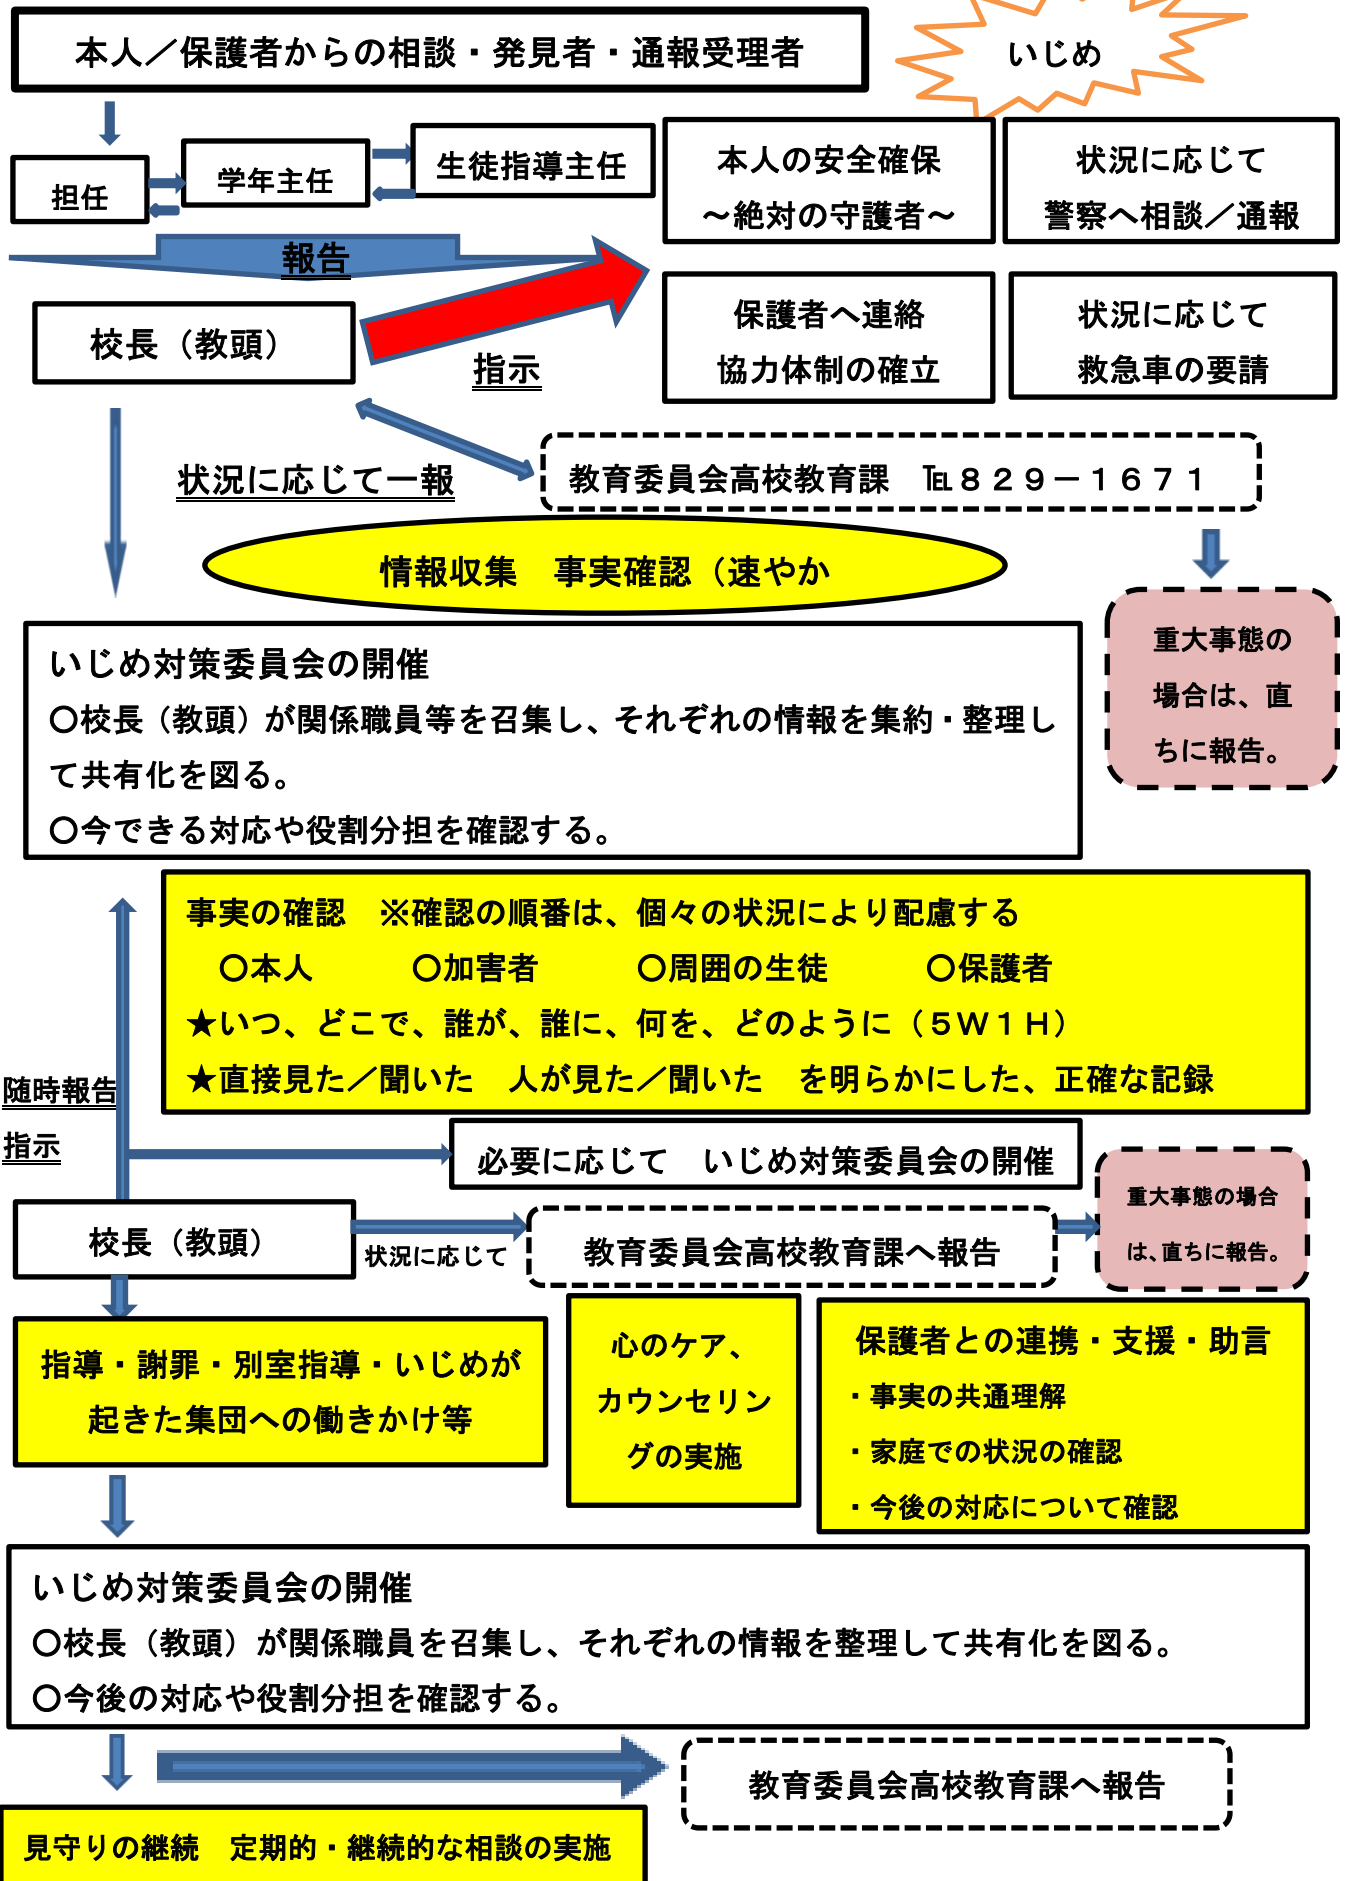 本人／保護者からの相談・発見者・通報受理者
いじめ
担任
学年主任
生徒指導主任
本人の安全確保
～絶対の守護者～
状況に応じて
警察へ相談／通報
報告
校長（教頭）
指示
保護者へ連絡
協力体制の確立
状況に応じて
救急車の要請
状況に応じて一報
教育委員会高校教育課　℡８２９－１６７１
情報収集　事実確認（速やか
重大事態の
場合は、直
ちに報告。
いじめ対策委員会の開催
○校長（教頭）が関係職員等を召集し、それぞれの情報を集約・整理し
て共有化を図る。
○今できる対応や役割分担を確認する。
事実の確認　※確認の順番は、個々の状況により配慮する
○本人　　　○加害者　　　○周囲の生徒　　　○保護者
★いつ、どこで、誰が、誰に、何を、どのように（５Ｗ１Ｈ）
★直接見た／聞いた　人が見た／聞いた　を明らかにした、正確な記録
随時報告
指示
必要に応じて　いじめ対策委員会の開催
校長（教頭）
状況に応じて
教育委員会高校教育課へ報告
重大事態の場合
は、直ちに報告。
指導・謝罪・別室指導・いじめが
起きた集団への働きかけ等
心のケア、
カウンセリン
グの実施
保護者との連携・支援・助言
・事実の共通理解
・家庭での状況の確認
・今後の対応について確認
いじめ対策委員会の開催
○校長（教頭）が関係職員を召集し、それぞれの情報を整理して共有化を図る。
○今後の対応や役割分担を確認する。
教育委員会高校教育課へ報告
見守りの継続　定期的・継続的な相談の実施